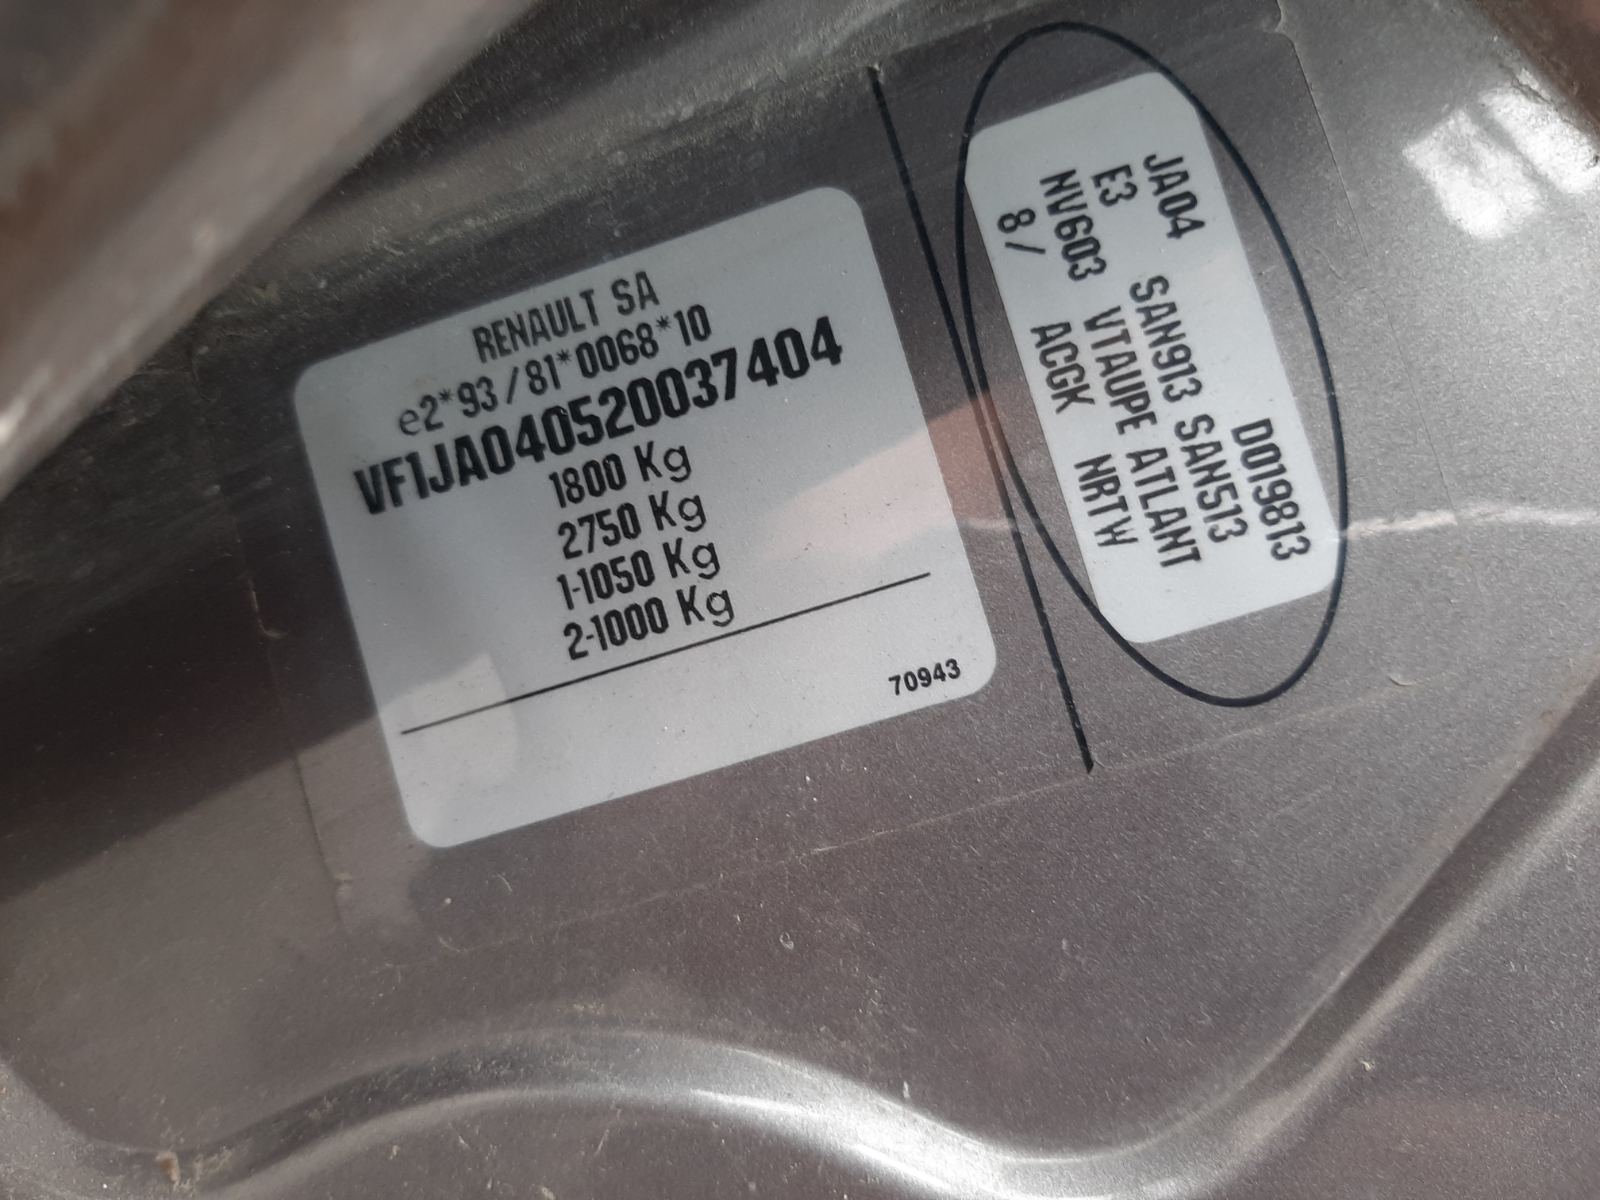 RENAULT SA
e2*93/81*0068*10
VF1JA040520037404
1800 Kg
2750 Kg
1-1050 Kg
2-1000 Kg
70943
D019813
JA04 SAN913 SAN513
E3 VTAUPE ATLANT
NV603 ACGK NRTW
8/